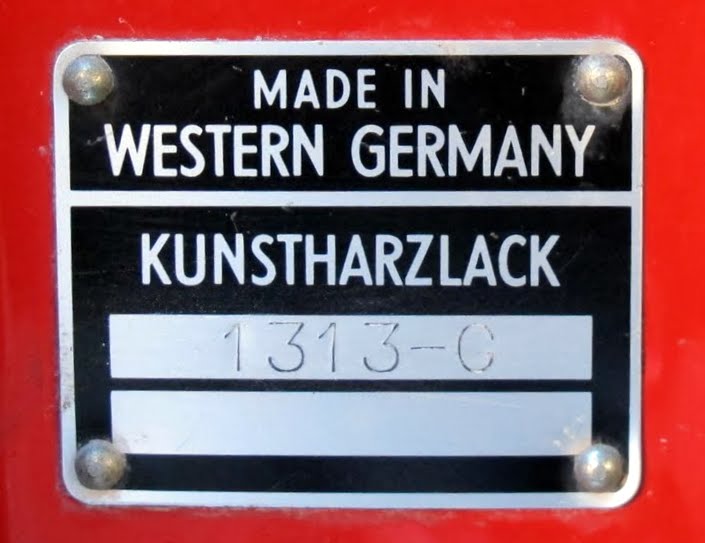 MADE IN
WESTERN GERMANY
KUNSTHARZLACK
1313-G